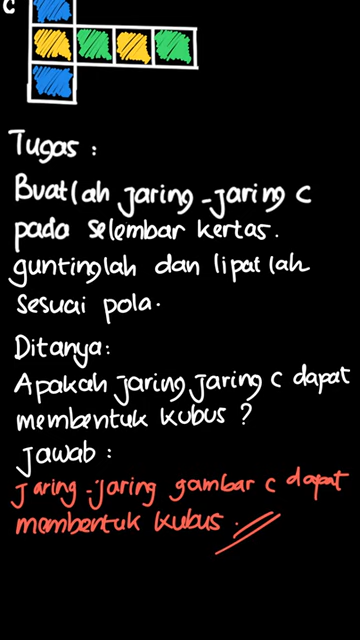 C
Tugas :
Buatlah jaring-jaring C
pada selembar kertas.
guntinglah dan lipatlah
sesuai pola.
Ditanya:
Apakah jaring jaring C dapat
membentuk kubus ?
jawab :
jaring-jaring gambar C dapat
membentuk kubus.